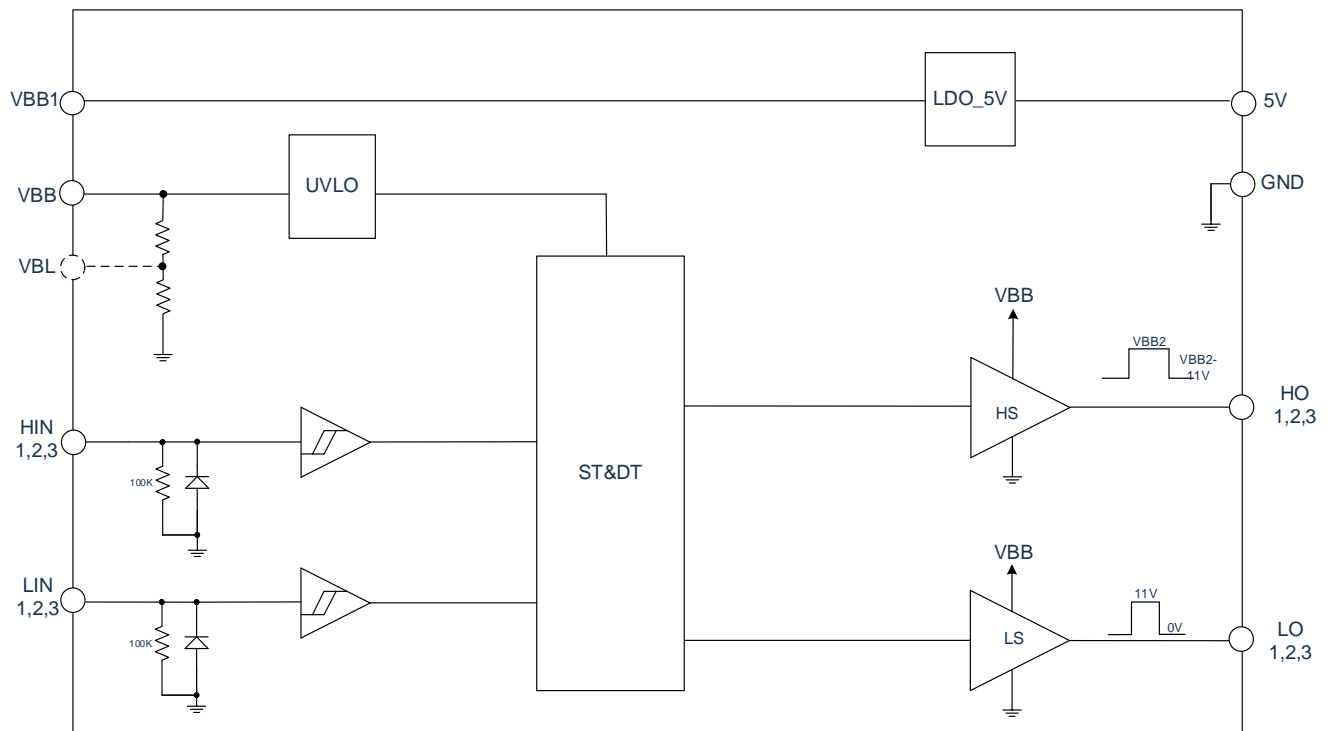 VBB1
LDO_5V
5V
VBB
UVLO
GND
VBL
VBB
VBB2
VBB2-
11V
HIN
1,2,3
100K
HS
HO
1,2,3
ST&DT
VBB
LIN
1,2,3
100K
LS
11V
0V
LO
1,2,3